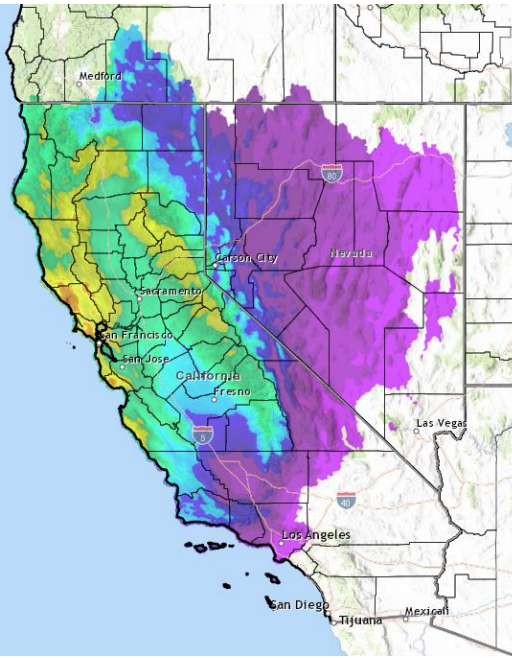 Medford
80
Carson City
Nevada
Sacramento
San Francisco
San Jose
California
Fresno
5
Las Vegas
40
Los Angeles
San Diego
Tijuana
Mexicali